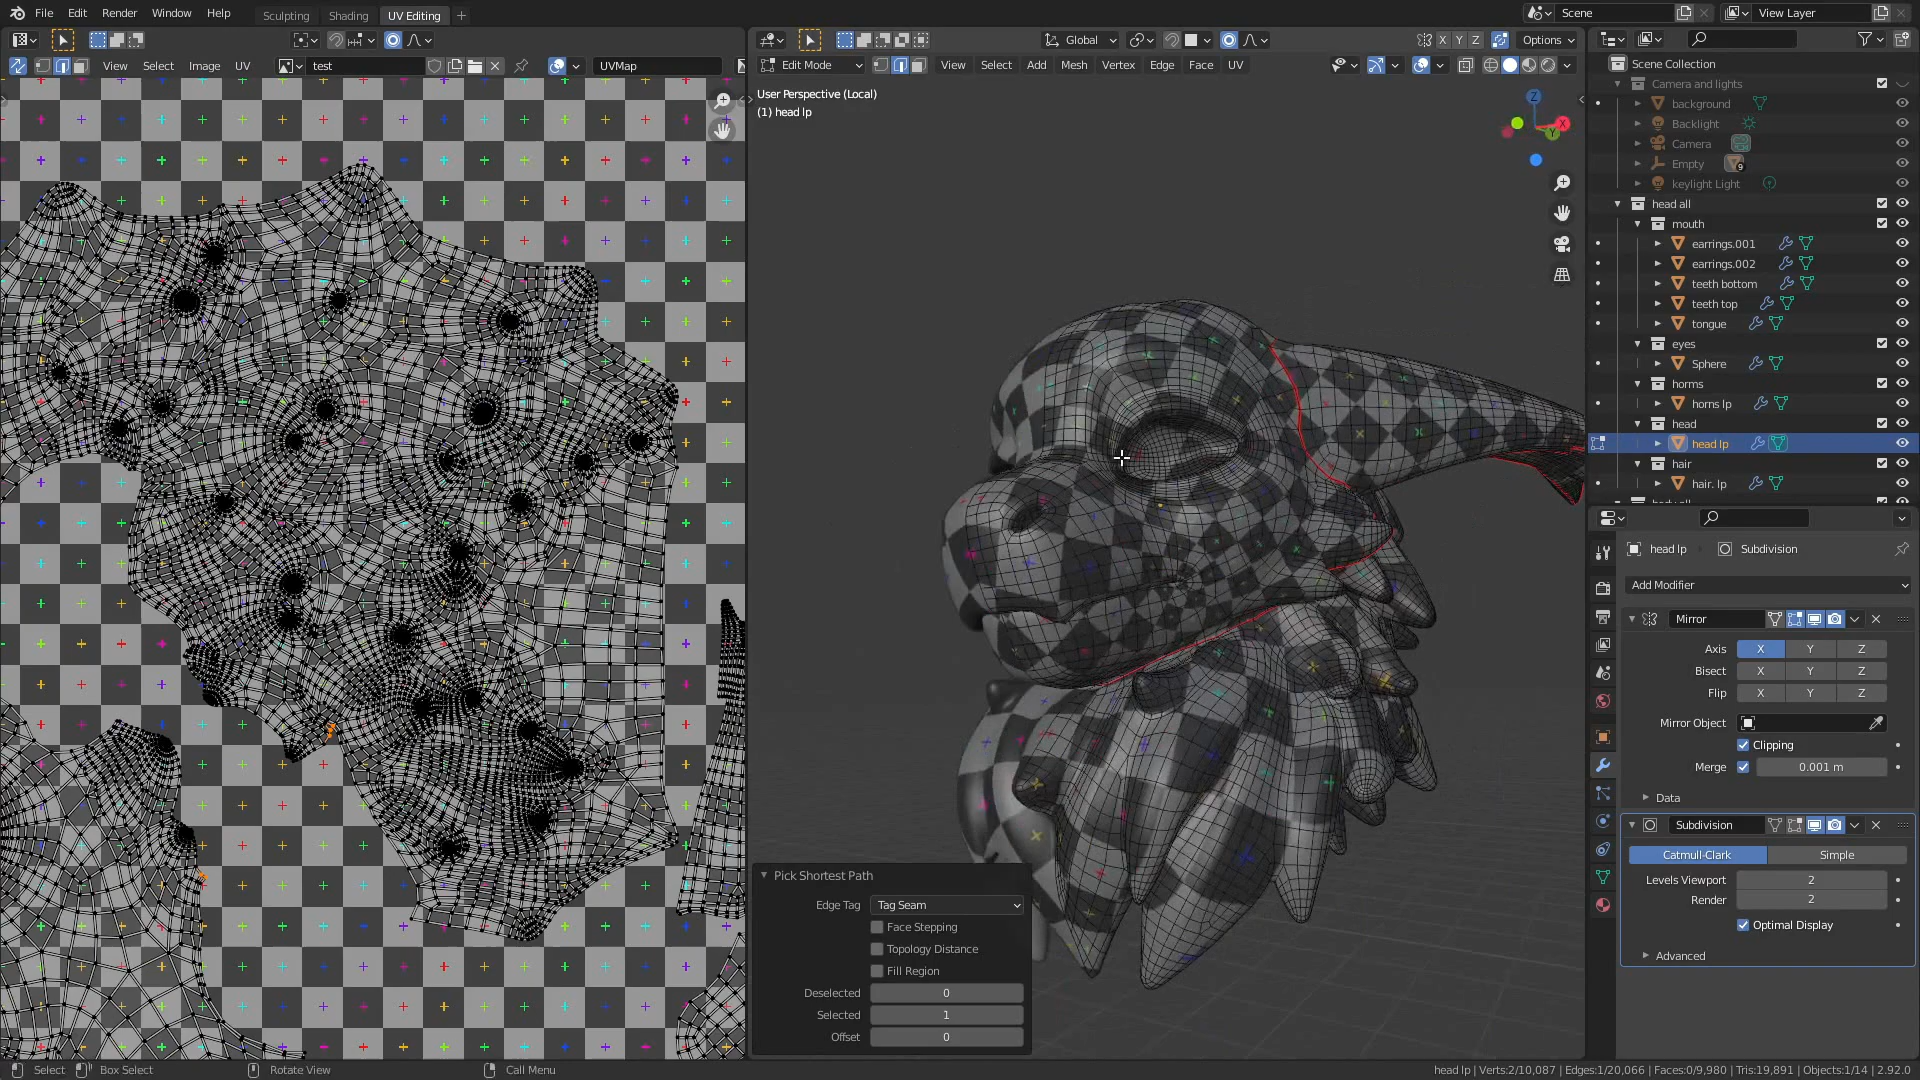 File Edit Render Window Help Sculpting Shading UV Editing + Scene View Layer
Global X Y Z Options
View Select Image UV test UVMap Edit Mode View Select Add Mesh Vertex Edge Face UV
User Perspective (Local)
(1) head lp
Z
X
Y
Scene Collection
Camera and lights
background
Backlight
Camera
Empty 9
keylight Light
head all
mouth
earrings.001
earrings.002
teeth bottom
teeth top
tongue
eyes
Sphere
horns
horns lp
head
head lp
hair
hair. lp
head lp Subdivision
Add Modifier
Mirror
Axis X Y Z
Bisect X Y Z
Flip X Y Z
Mirror Object
Clipping
Merge 0.001 m
Data
Subdivision
Catmull-Clark Simple
Levels Viewport 2
Render 2
Optimal Display
Advanced
Pick Shortest Path
Edge Tag Tag Seam
Face Stepping
Topology Distance
Fill Region
Deselected 0
Selected 1
Offset 0
Select Box Select Rotate View Call Menu head lp | Verts:2/10,087 | Edges:1/20,066 | Faces:0/9,980 | Tris:19,891 | Objects:1/14 | 2.92.0